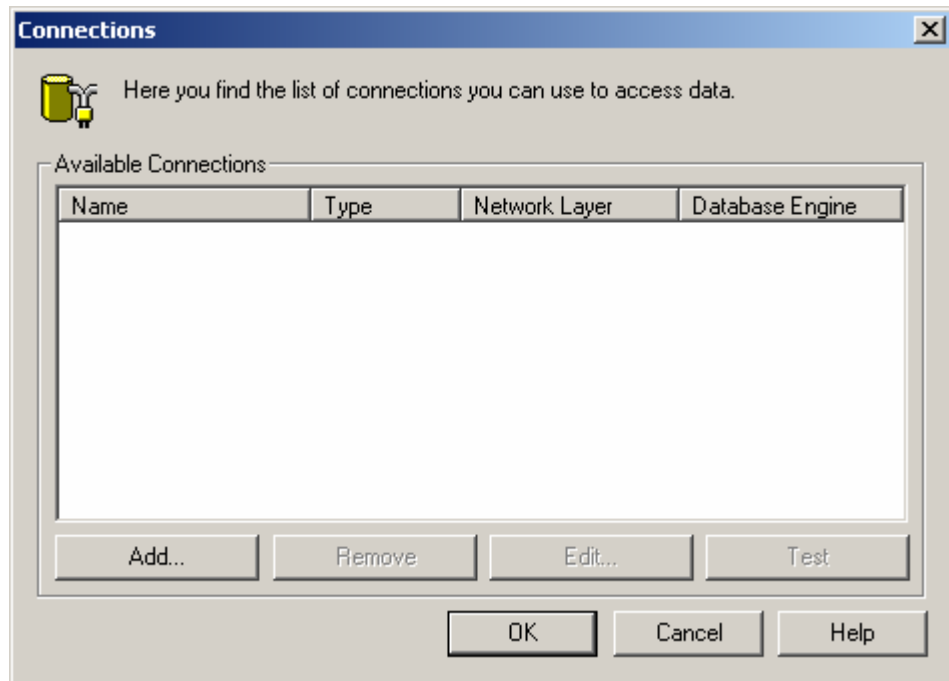 Connections
Here you find the list of connections you can use to access data.
Available Connections
Name Type Network Layer Database Engine
Add... Remove Edit... Test
OK Cancel Help